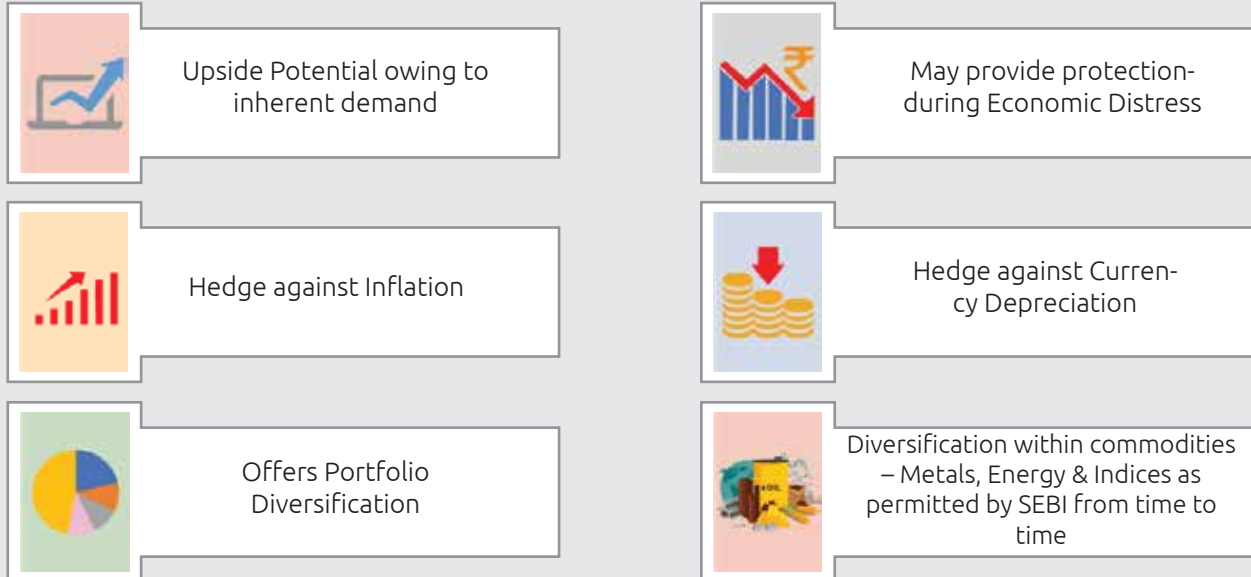 Upside Potential owing to
inherent demand
May provide protection-
during Economic Distress
Hedge against Inflation
Hedge against Curren-
cy Depreciation
Offers Portfolio
Diversification
Diversification within commodities
– Metals, Energy & Indices as
permitted by SEBI from time to
time
₹
OIL